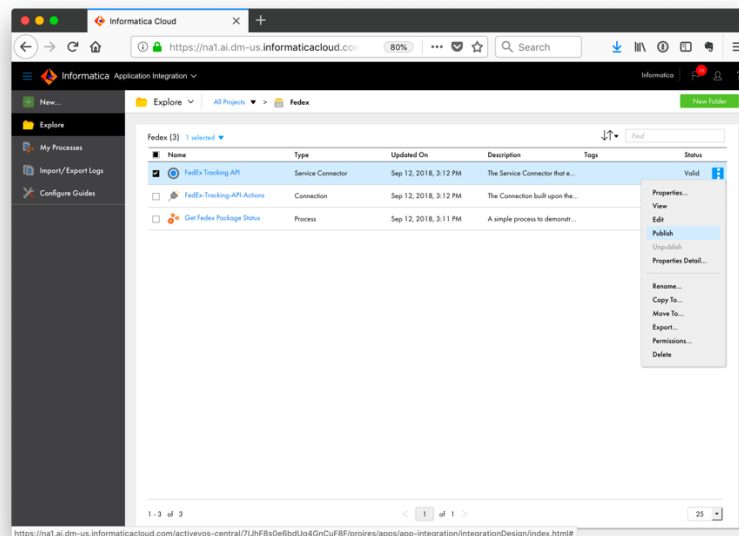 Informatica Cloud
https://na1.ai.dm-us.informaticacloud.con
80%
Search
Informatica Application Integration
Informatica
New...
Explore
My Processes
Import/Export Logs
Configure Guides
Explore All Projects > Fedex
New Folder
Fedex (3) 1 selected
Find
Name Type Updated On Description Tags Status
FedEx Tracking API Service Connector Sep 12, 2018, 3:12 PM The Service Connector that e... Valid
FedEx-Tracking-API-Actions Connection Sep 12, 2018, 3:12 PM The Connection built upon the...
Get Fedex Package Status Process Sep 12, 2018, 3:11 PM A simple process to demonstr...
Properties...
View
Edit
Publish
Unpublish
Properties Detail...
Rename...
Copy To...
Move To...
Export...
Permissions...
Delete
1 - 3 of 3
< 1 of 1 >
25